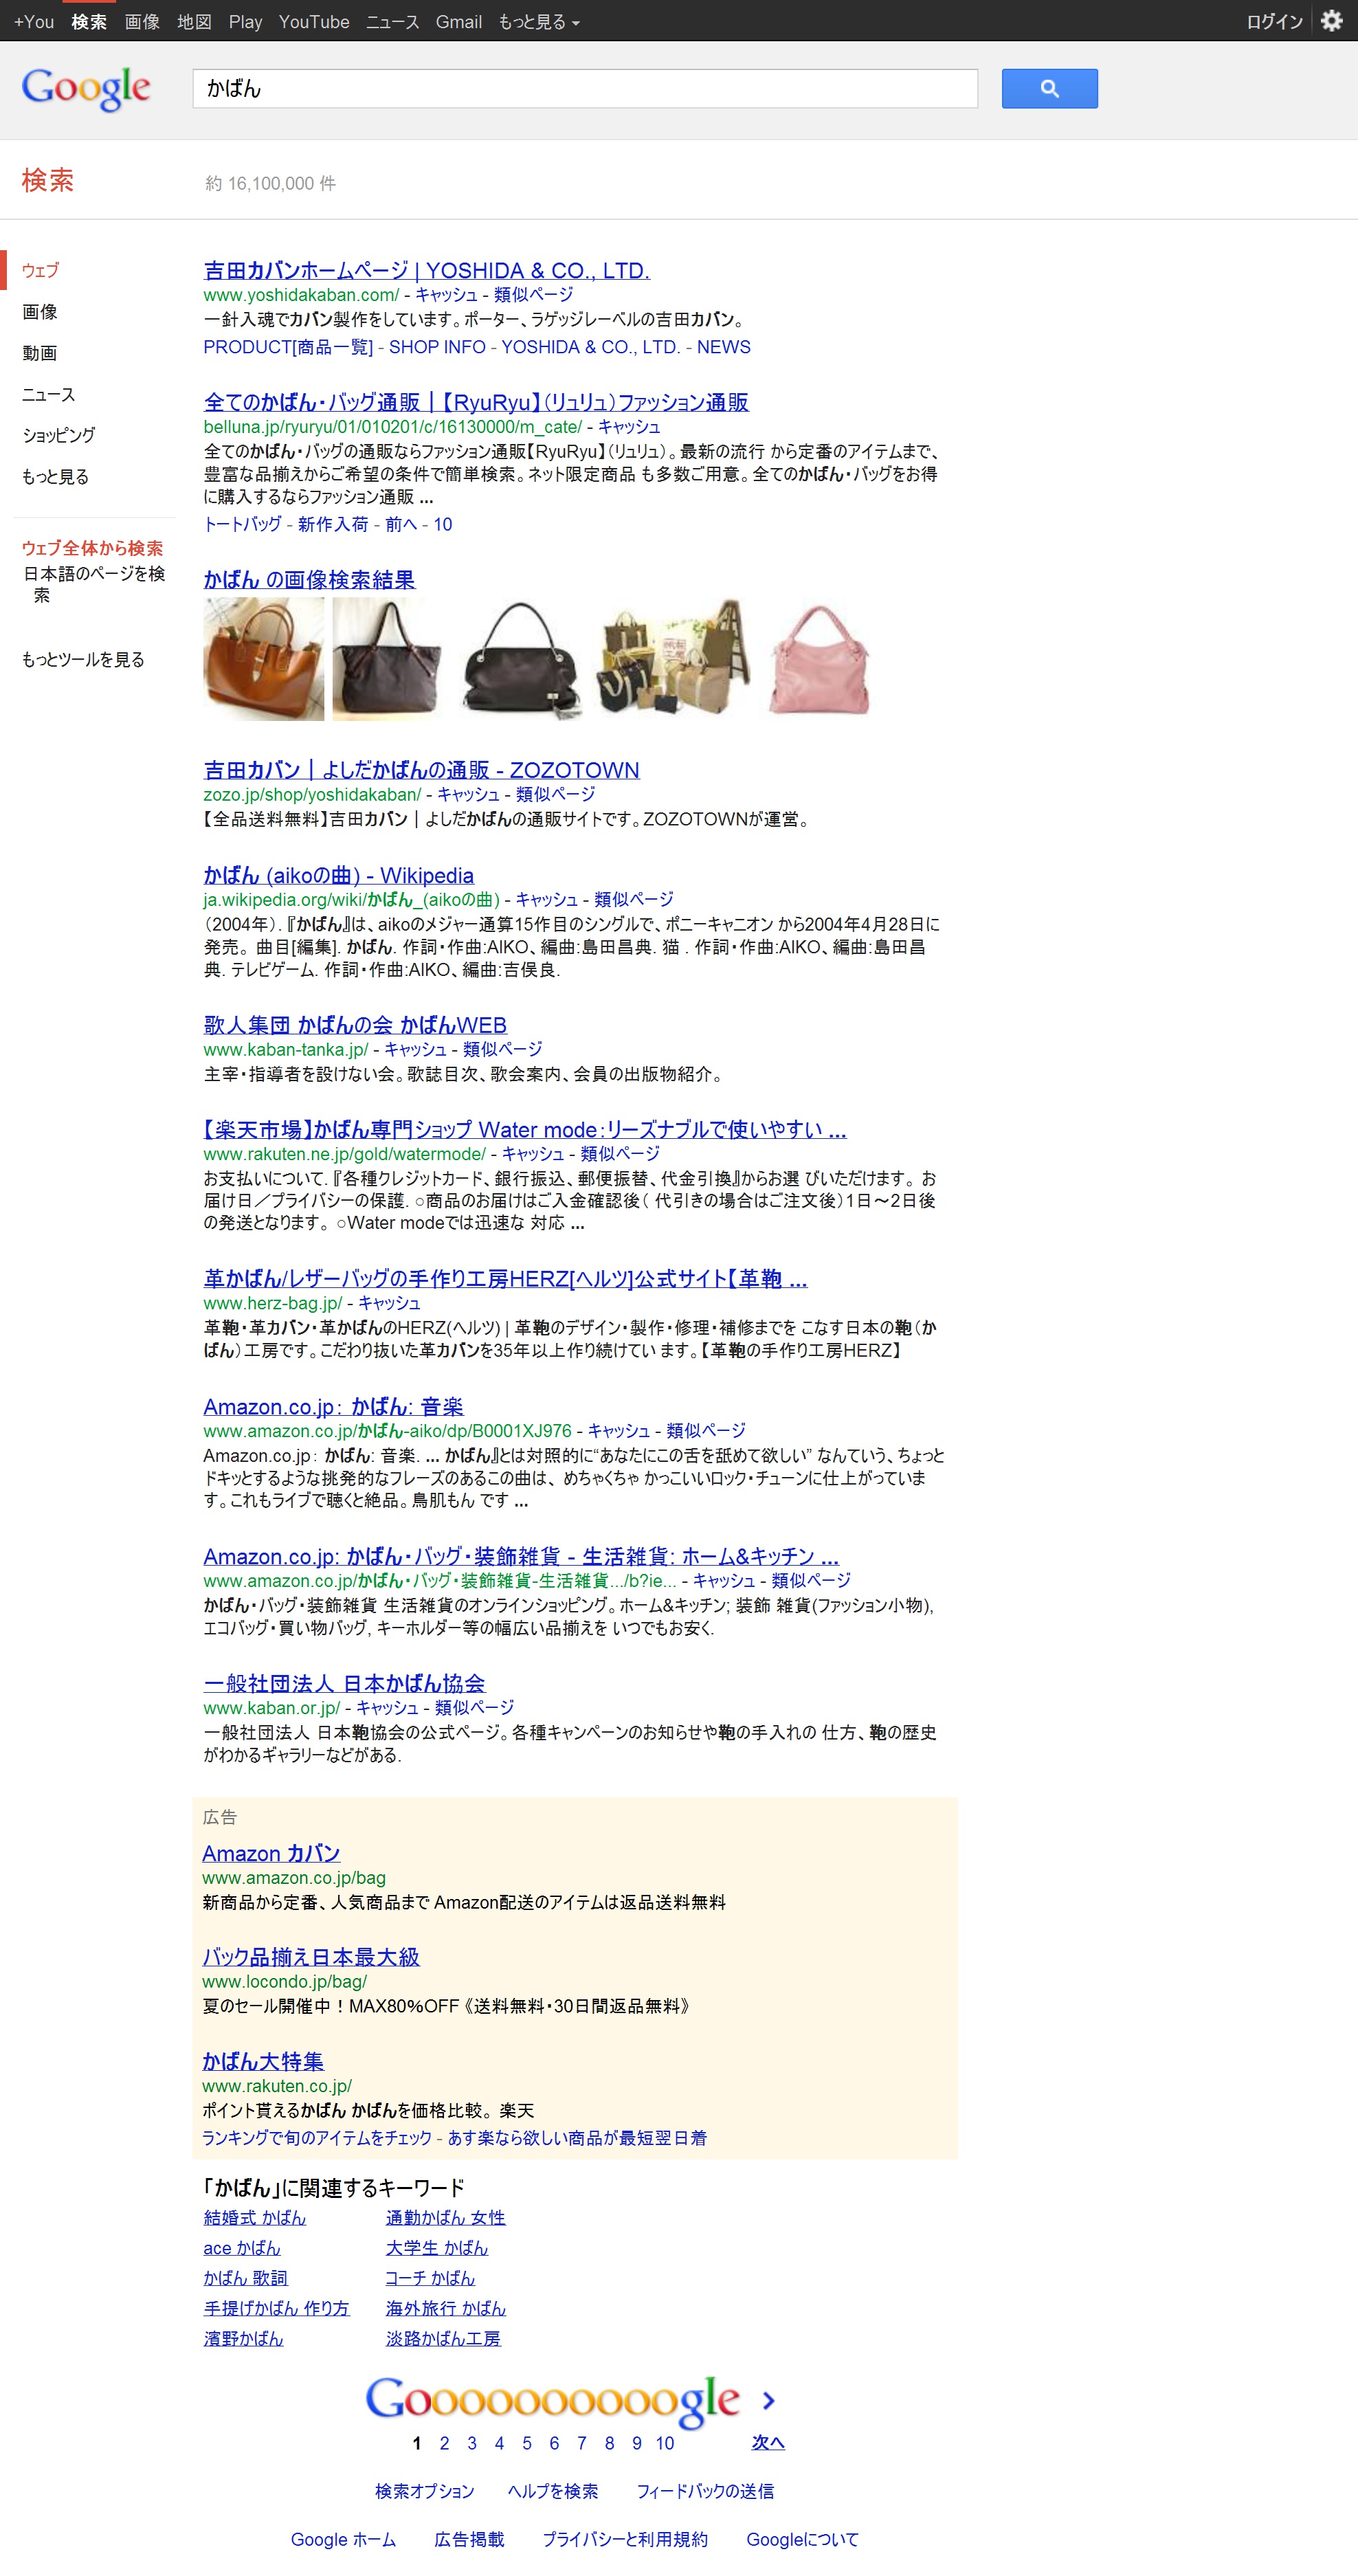 +You 検索 画像 地図 Play YouTube ニュース Gmail もっと見る ログイン
Google かばん
検索 約 16,100,000 件
ウェブ
画像
動画
ニュース
ショッピング
もっと見る
ウェブ全体から検索
日本語のページを検
索
もっとツールを見る
吉田カバンホームページ | YOSHIDA & CO., LTD.
www.yoshidakaban.com/ - キャッシュ - 類似ページ
一針入魂でカバン製作をしています。ポーター、ラゲッジレーベルの吉田カバン。
PRODUCT[商品一覧] - SHOP INFO - YOSHIDA & CO., LTD. - NEWS
全てのかばん・バッグ通販｜【RyuRyu】(リュリュ)ファッション通販
belluna.jp/ryuryu/01/010201/c/16130000/m_cate/ - キャッシュ
全てのかばん・バッグの通販ならファッション通販【RyuRyu】(リュリュ)。最新の流行 から定番のアイテムまで、
豊富な品揃えからご希望の条件で簡単検索。ネット限定商品 も多数ご用意。全てのかばん・バッグをお得
に購入するならファッション通販 ...
トートバッグ - 新作入荷 - 前へ - 10
かばん の画像検索結果
吉田カバン｜よしだかばんの通販 - ZOZOTOWN
zozo.jp/shop/yoshidakaban/ - キャッシュ - 類似ページ
【全品送料無料】吉田カバン｜よしだかばんの通販サイトです。ZOZOTOWNが運営。
かばん (aikoの曲) - Wikipedia
ja.wikipedia.org/wiki/かばん_(aikoの曲) - キャッシュ - 類似ページ
(2004年). 『かばん』は、aikoのメジャー通算15作目のシングルで、ポニーキャニオン から2004年4月28日に
発売。 曲目[編集]. かばん. 作詞・作曲:AIKO、編曲:島田昌典. 猫 . 作詞・作曲:AIKO、編曲:島田昌
典. テレビゲーム. 作詞・作曲:AIKO、編曲:吉俣良.
歌人集団 かばんの会 かばんWEB
www.kaban-tanka.jp/ - キャッシュ - 類似ページ
主宰・指導者を設けない会。歌誌目次、歌会案内、会員の出版物紹介。
【楽天市場】かばん専門ショップ Water mode：リーズナブルで使いやすい ...
www.rakuten.ne.jp/gold/watermode/ - キャッシュ - 類似ページ
お支払いについて. 『各種クレジットカード、銀行振込、郵便振替、代金引換』からお選 びいただけます。 お
届け日／プライバシーの保護. ○商品のお届けはご入金確認後( 代引きの場合はご注文後)1日～2日後
の発送となります。 ○Water modeでは迅速な 対応 ...
革かばん/レザーバッグの手作り工房HERZ[ヘルツ]公式サイト【革鞄 ...
www.herz-bag.jp/ - キャッシュ
革鞄・革カバン・革かばんのHERZ(ヘルツ) | 革鞄のデザイン・製作・修理・補修までを こなす日本の鞄(か
ばん)工房です。こだわり抜いた革カバンを35年以上作り続けてい ます。【革鞄の手作り工房HERZ】
Amazon.co.jp： かばん: 音楽
www.amazon.co.jp/かばん-aiko/dp/B0001XJ976 - キャッシュ - 類似ページ
Amazon.co.jp： かばん: 音楽. ... かばん』とは対照的に“あなたにこの舌を舐めて欲しい” なんていう、ちょっと
ドキッとするような挑発的なフレーズのあるこの曲は、 めちゃくちゃ かっこいいロック・チューンに仕上がっていま
す。これもライブで聴くと絶品。鳥肌もん です ...
Amazon.co.jp: かばん・バッグ・装飾雑貨 - 生活雑貨: ホーム&キッチン ...
www.amazon.co.jp/かばん・バッグ・装飾雑貨-生活雑貨.../b?ie... - キャッシュ - 類似ページ
かばん・バッグ・装飾雑貨 生活雑貨のオンラインショッピング。ホーム&キッチン; 装飾 雑貨(ファッション小物),
エコバッグ・買い物バッグ, キーホルダー等の幅広い品揃えを いつでもお安く.
一般社団法人 日本かばん協会
www.kaban.or.jp/ - キャッシュ - 類似ページ
一般社団法人 日本鞄協会の公式ページ。各種キャンペーンのお知らせや鞄の手入れの 仕方、鞄の歴史
がわかるギャラリーなどがある.
広告
Amazon カバン
www.amazon.co.jp/bag
新商品から定番、人気商品まで Amazon配送のアイテムは返品送料無料
バック品揃え日本最大級
www.locondo.jp/bag/
夏のセール開催中！MAX80%OFF《送料無料・30日間返品無料》
かばん大特集
www.rakuten.co.jp/
ポイント貰えるかばん かばんを価格比較。 楽天
ランキングで旬のアイテムをチェック - あす楽なら欲しい商品が最短翌日着
「かばん」に関連するキーワード
結婚式 かばん 通勤かばん 女性
ace かばん 大学生 かばん
かばん 歌詞 コーチ かばん
手提げかばん 作り方 海外旅行 かばん
濱野かばん 淡路かばん工房
Goooooooooogle
1 2 3 4 5 6 7 8 9 10 次へ
検索オプション ヘルプを検索 フィードバックの送信
Google ホーム 広告掲載 プライバシーと利用規約 Googleについて